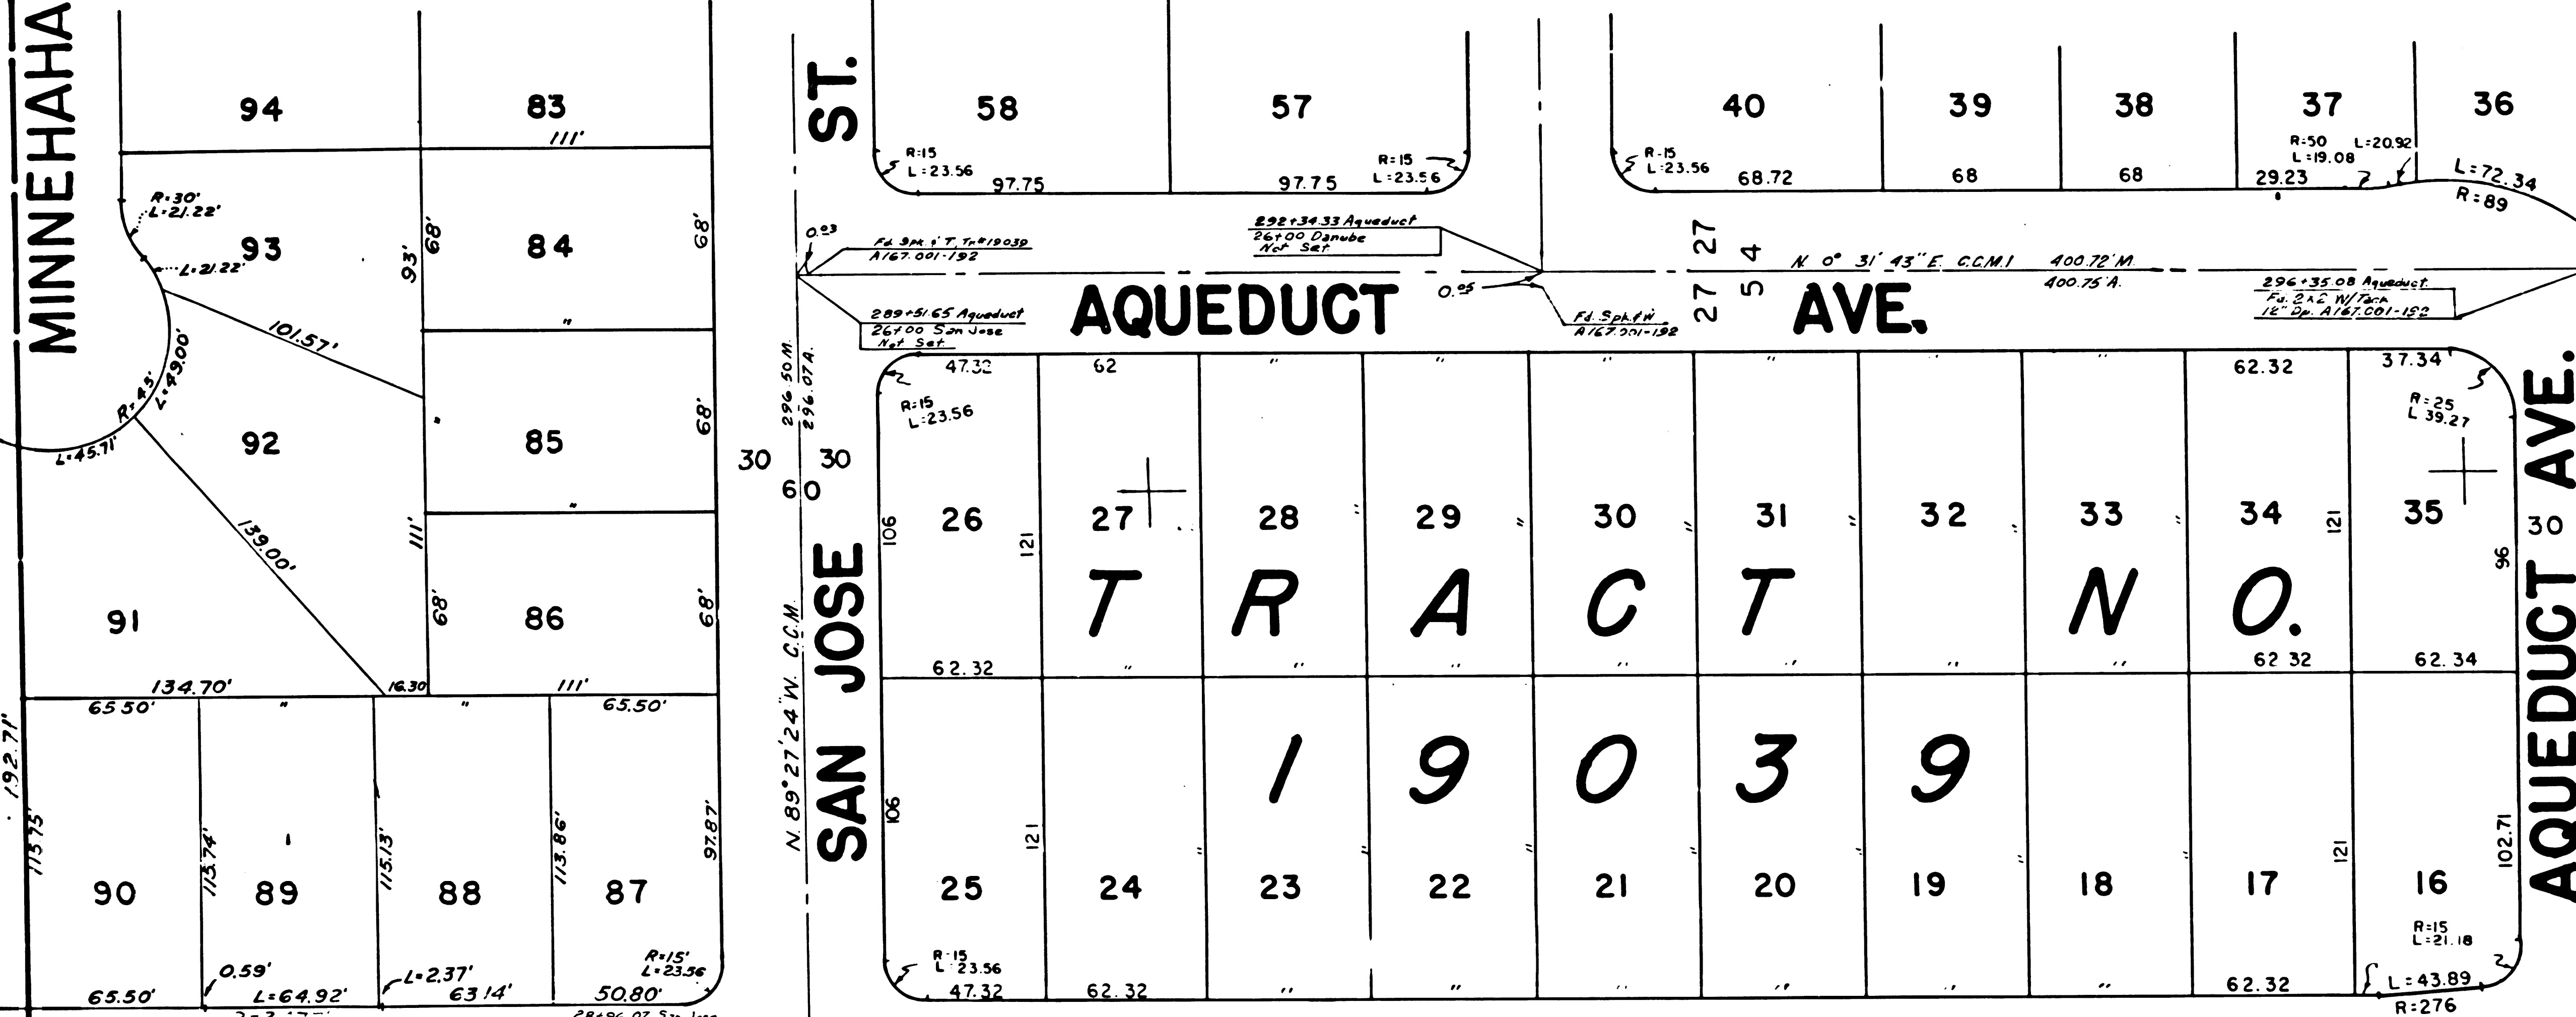 MINNEHAHA
94
83
111'
R=30'
L=21.22'
93
L=21.22'
93'
68'
84
68'
101.57'
R=45'
L=49.00'
L=45.71'
92
"
85
68'
"
139.00'
111'
68'
86
68'
91
134.70'
16.30
111'
65.50'
"
"
65.50'
192.71'
113.75'
90
113.74'
89
115.13'
88
113.86'
87
97.87'
R=15'
L=23.56
0.59'
L=2.37'
65.50'
L=64.92'
63.14'
50.80'
ST.
SAN JOSE
296.50 M.
296.07 A.
30 30
60
N. 89° 27' 24" W. C.C.M.
58
57
R=15
L=23.56
97.75
97.75
R=15
L=23.56
40
39
38
37
36
R-15
L=23.56
68.72
68
68
29.23
R=50 L=20.92
L=19.08
L=72.34
R=89
0.03
Fd. Spk. & T, Tr#19039
A167.001-192
292+34.33 Aqueduct
26+00 Danube
Not Set
27 27
5 4
N. 0° 31' 43" E. C.C.M.1 400.72' M.
400.75' A.
296+35.08 Aqueduct.
Fd. 2x2 W/Tack
12" Dp. A167.001-192
289+51.65 Aqueduct
26+00 San Jose
Not Set
AQUEDUCT AVE.
0.05
Fd. Spk. & W
A167.001-192
47.32
62
"
"
"
"
"
"
62.32
37.34
R=15
L=23.56
R=25
L 39.27
106
26
121
27
28
29
30
31
32
33
34
121
35
96
30
TRACT NO.
62.32
"
"
"
"
"
"
"
62 32
62.34
19039
106
121
121
102.71
25
24
23
22
21
20
19
18
17
16
R-15
L=23.56
R=15
L=21.18
47.32
62.32
"
"
"
"
"
"
62.32
L=43.89
R=276
AQUEDUCT AVE.